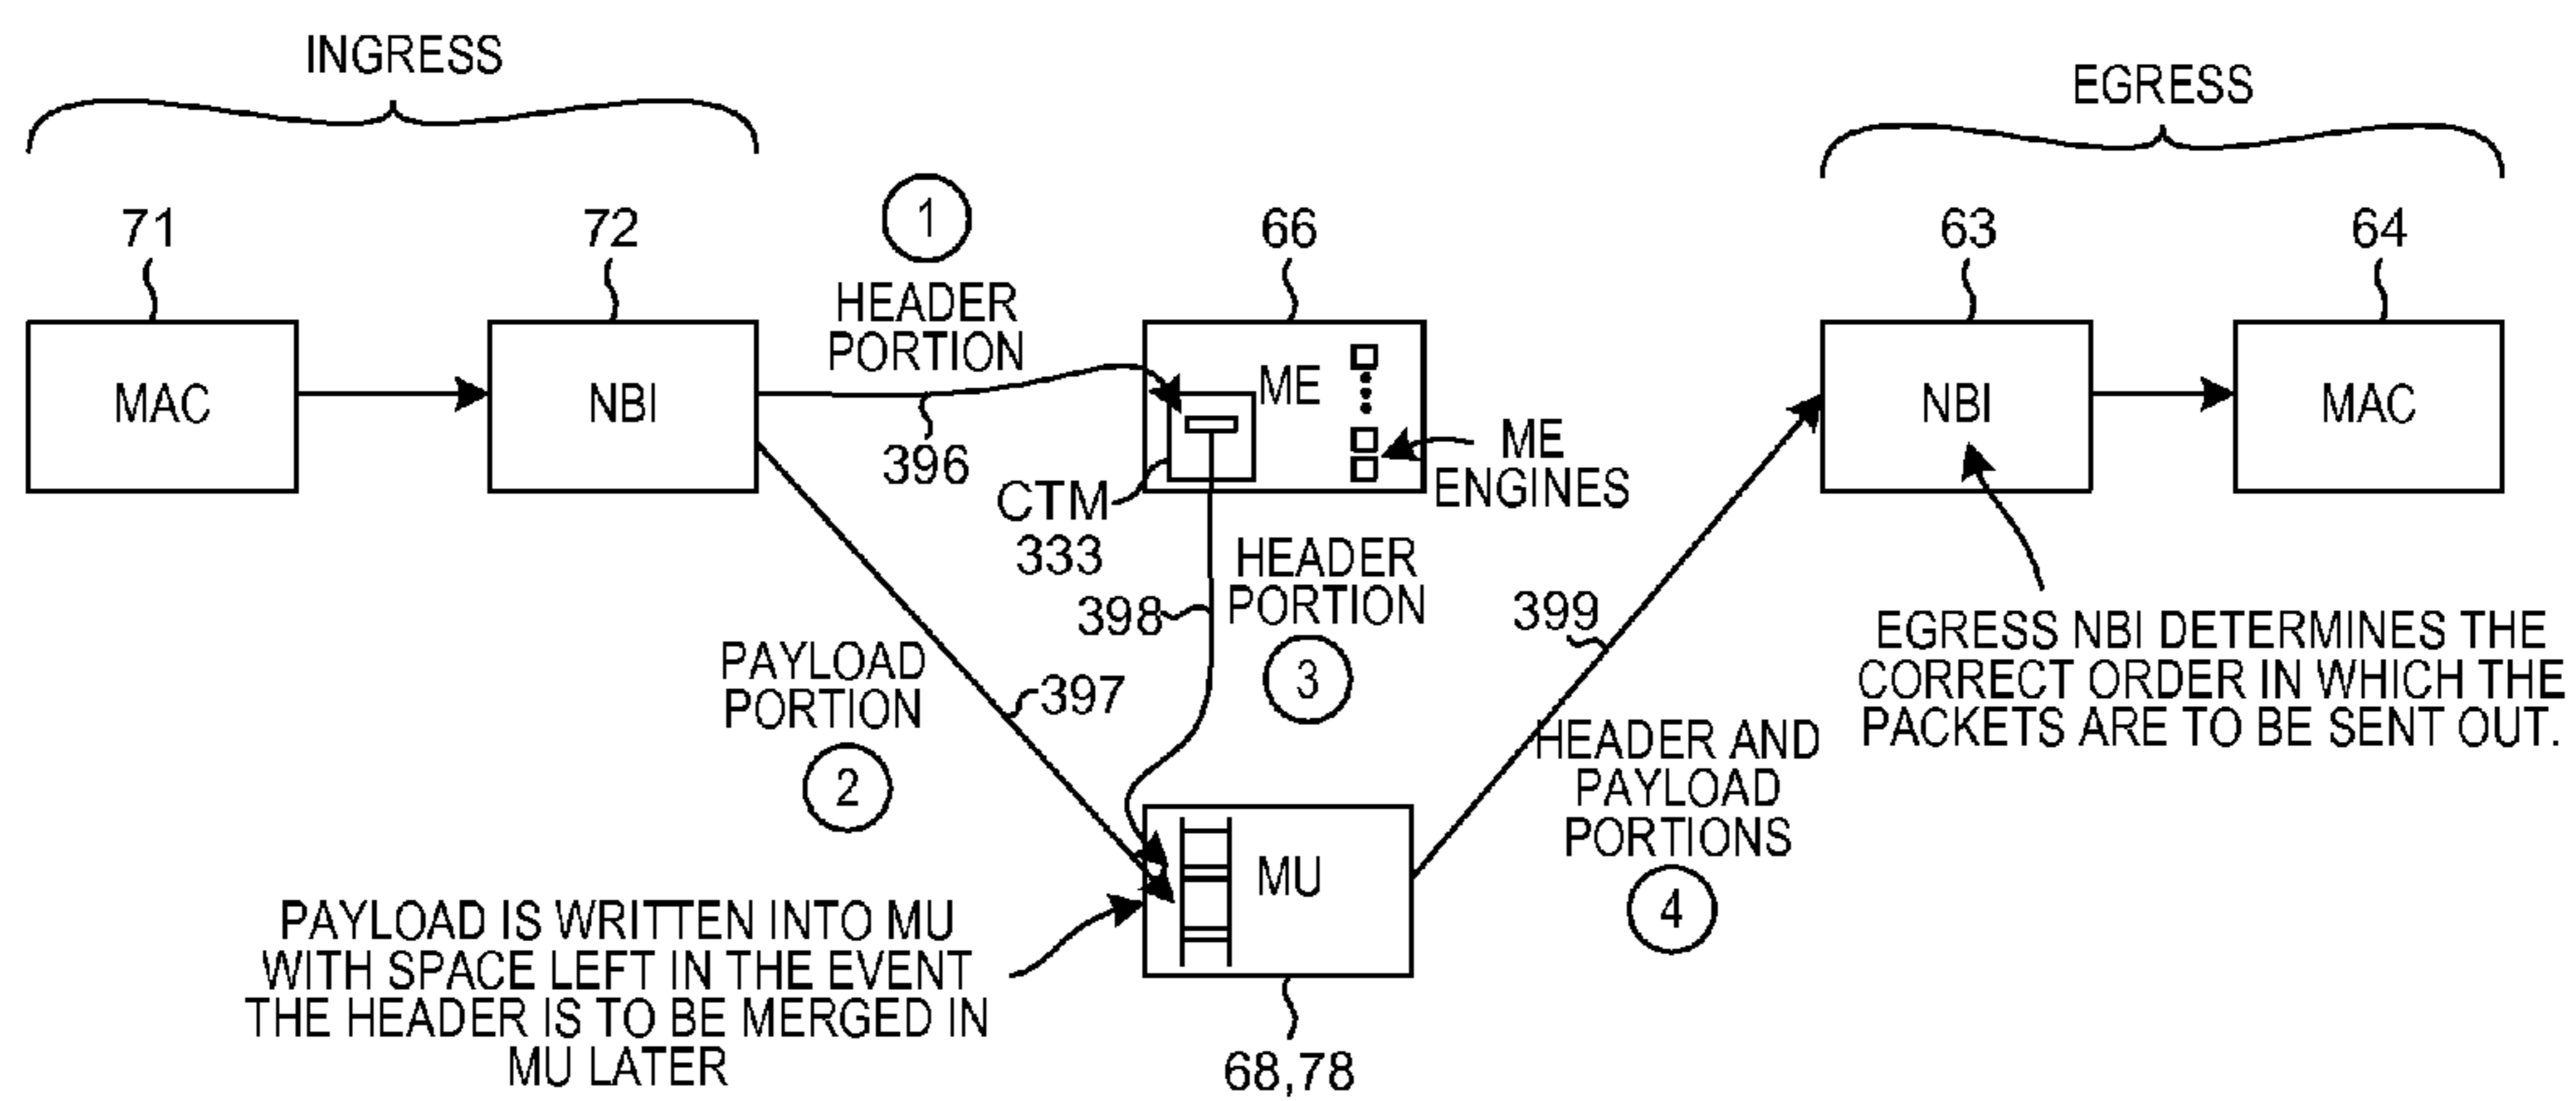 INGRESS
EGRESS
71
72
1
66
63
64
HEADER
PORTION
MAC
NBI
ME
NBI
MAC
396
ME
ENGINES
CTM
333
HEADER
PORTION
398
3
399
PAYLOAD
PORTION
397
2
EGRESS NBI DETERMINES THE
CORRECT ORDER IN WHICH THE
PACKETS ARE TO BE SENT OUT.
HEADER AND
PAYLOAD
PORTIONS
4
MU
PAYLOAD IS WRITTEN INTO MU
WITH SPACE LEFT IN THE EVENT
THE HEADER IS TO BE MERGED IN
MU LATER
68,78